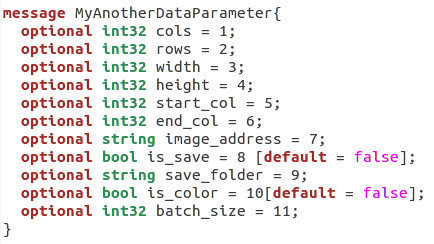 message MyAnotherDataParameter{
  optional int32 cols = 1;
  optional int32 rows = 2;
  optional int32 width = 3;
  optional int32 height = 4;
  optional int32 start_col = 5;
  optional int32 end_col = 6;
  optional string image_address = 7;
  optional bool is_save = 8 [default = false];
  optional string save_folder = 9;
  optional bool is_color = 10[default = false];
  optional int32 batch_size = 11;
}